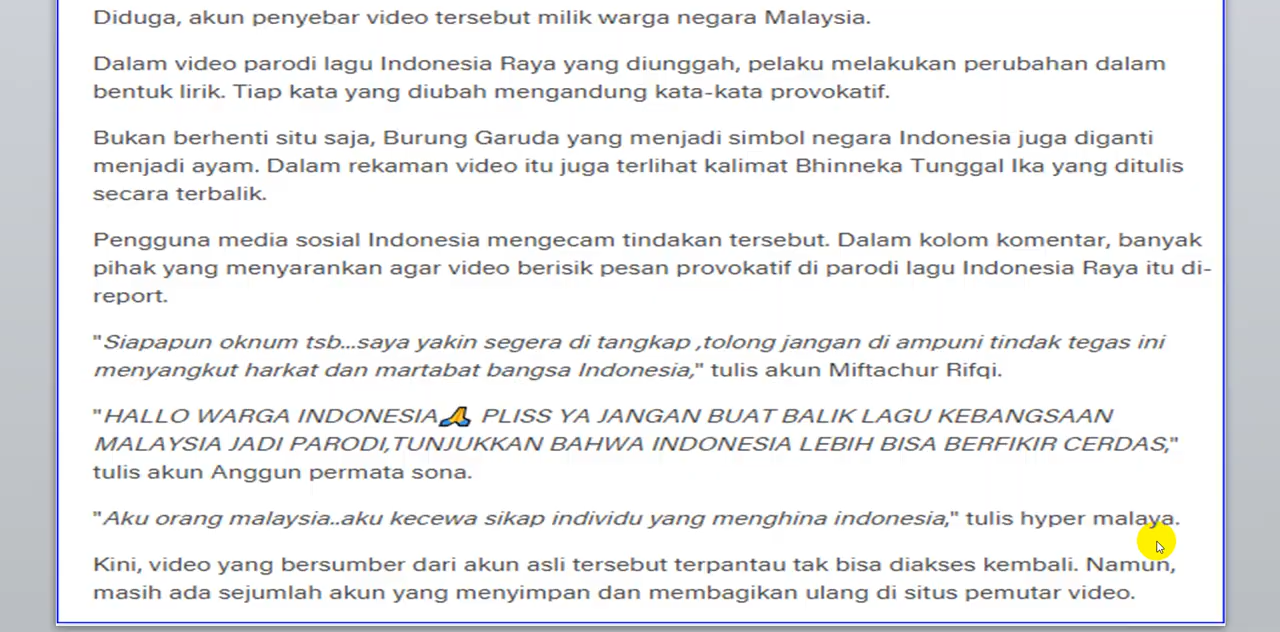 Diduga, akun penyebar video tersebut milik warga negara Malaysia.
Dalam video parodi lagu Indonesia Raya yang diunggah, pelaku melakukan perubahan dalam
bentuk lirik. Tiap kata yang diubah mengandung kata-kata provokatif.
Bukan berhenti situ saja, Burung Garuda yang menjadi simbol negara Indonesia juga diganti
menjadi ayam. Dalam rekaman video itu juga terlihat kalimat Bhinneka Tunggal Ika yang ditulis
secara terbalik.
Pengguna media sosial Indonesia mengecam tindakan tersebut. Dalam kolom komentar, banyak
pihak yang menyarankan agar video berisik pesan provokatif di parodi lagu Indonesia Raya itu di-
report.
"Siapapun oknum tsb...saya yakin segera di tangkap ,tolong jangan di ampuni tindak tegas ini
menyangkut harkat dan martabat bangsa Indonesia," tulis akun Miftachur Rifqi.
"HALLO WARGA INDONESIA🙏 PLISS YA JANGAN BUAT BALIK LAGU KEBANGSAAN
MALAYSIA JADI PARODI,TUNJUKKAN BAHWA INDONESIA LEBIH BISA BERFIKIR CERDAS,"
tulis akun Anggun permata sona.
"Aku orang malaysia..aku kecewa sikap individu yang menghina indonesia," tulis hyper malaya.
Kini, video yang bersumber dari akun asli tersebut terpantau tak bisa diakses kembali. Namun,
masih ada sejumlah akun yang menyimpan dan membagikan ulang di situs pemutar video.